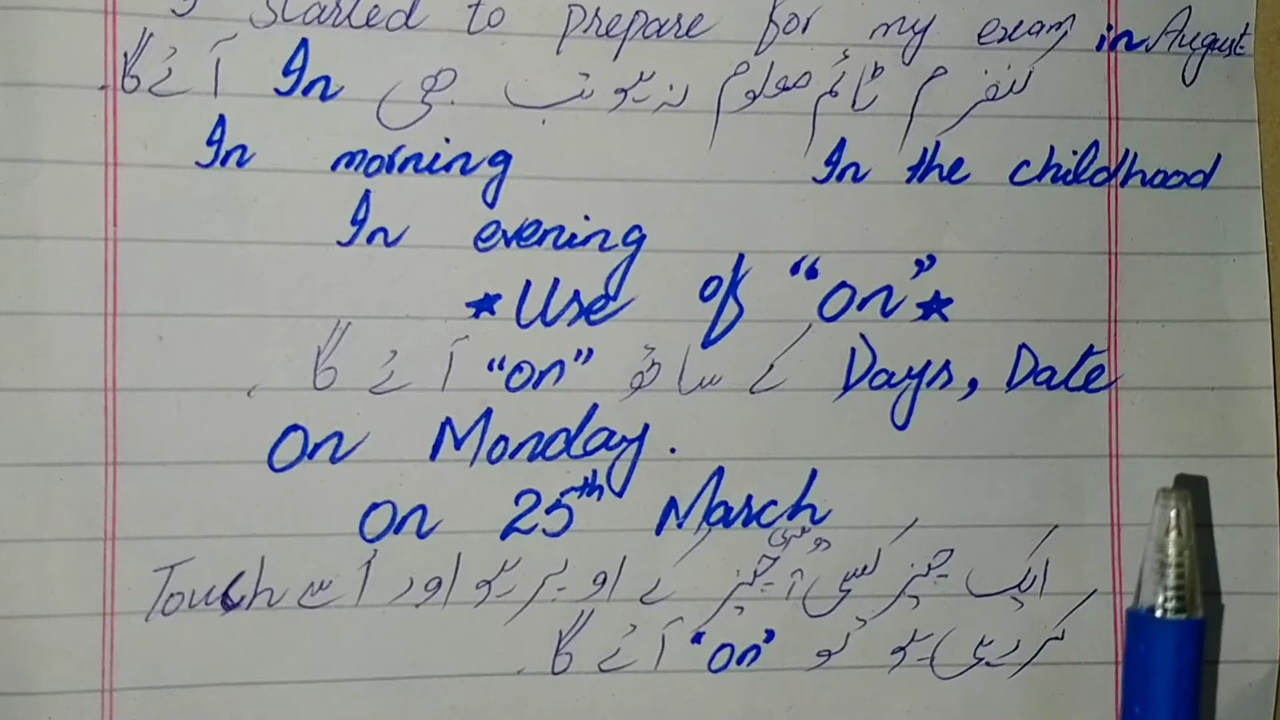 I started to prepare for my exam in August
کنفرم ٹائم معلوم نہ ہو تب بھی In آئے گا۔
In morning In the childhood
In evening
★Use of “on”★
Days, Date کے ساتھ “on” آئے گا۔
On Monday.
On 25th March
ایک چیز کسی دوسری چیز کے اوپر ہو اور اُسے Touch
کر رہی ہو تو “on” آئے گا۔